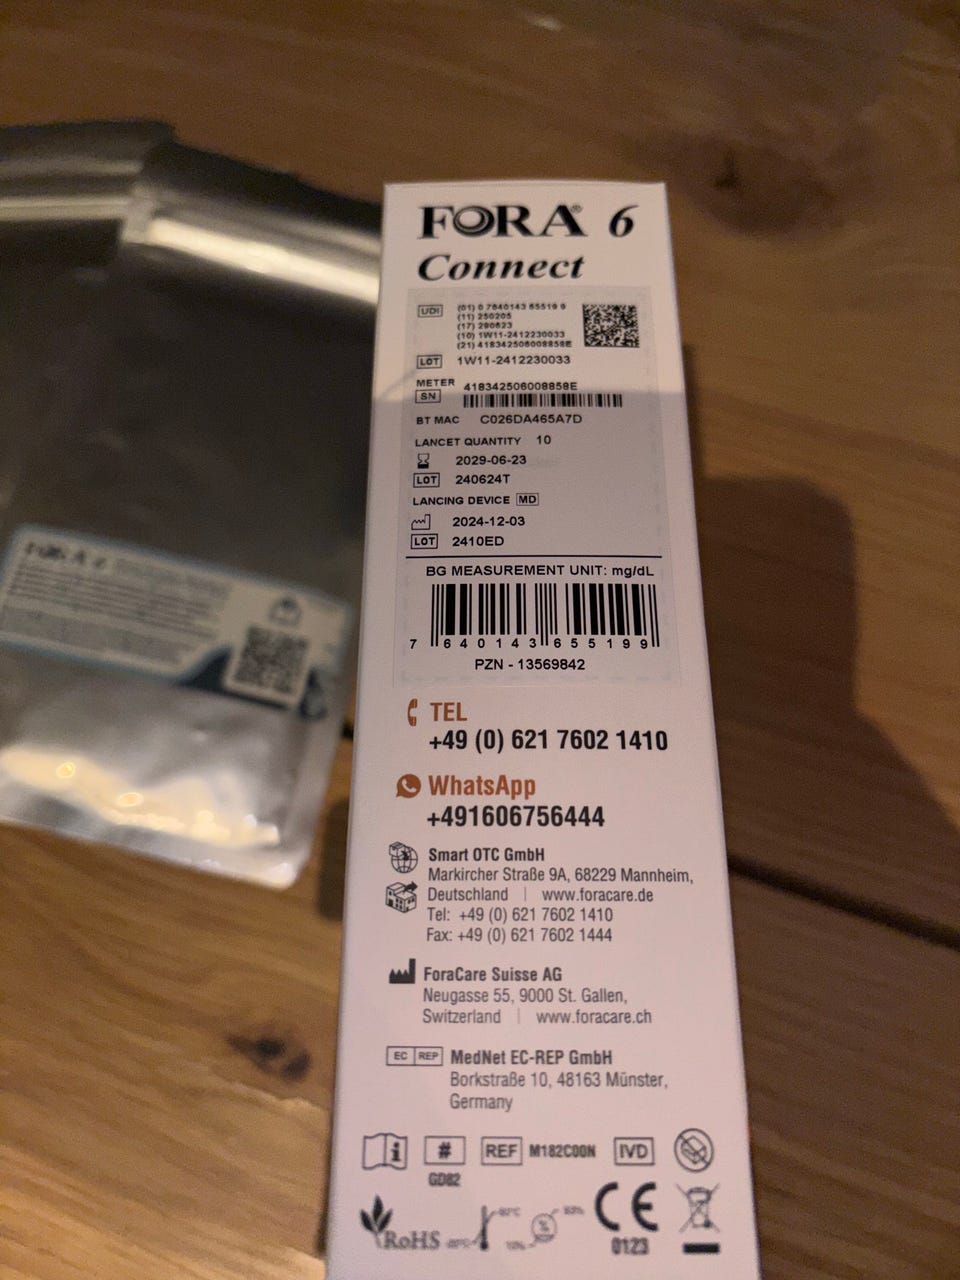 FORA® 6
Connect
UDI
(01) 0 7640143 65519 9
(11) 250205
(17) 290623
(10) 1W11-2412230033
(21) 418342506008858E
LOT 1W11-2412230033
METER
SN 418342506008858E
BT MAC C026DA465A7D
LANCET QUANTITY 10
2029-06-23
LOT 240624T
LANCING DEVICE MD
2024-12-03
LOT 2410ED
BG MEASUREMENT UNIT: mg/dL
7 640143 655199
PZN - 13569842
TEL
+49 (0) 621 7602 1410
WhatsApp
+491606756444
Smart OTC GmbH
Markircher Straße 9A, 68229 Mannheim,
Deutschland | www.foracare.de
Tel: +49 (0) 621 7602 1410
Fax: +49 (0) 621 7602 1444
ForaCare Suisse AG
Neugasse 55, 9000 St. Gallen,
Switzerland | www.foracare.ch
EC REP MedNet EC-REP GmbH
Borkstraße 10, 48163 Münster,
Germany
# REF M182C00N IVD
GD82
RoHS
CE
0123
FORA 6